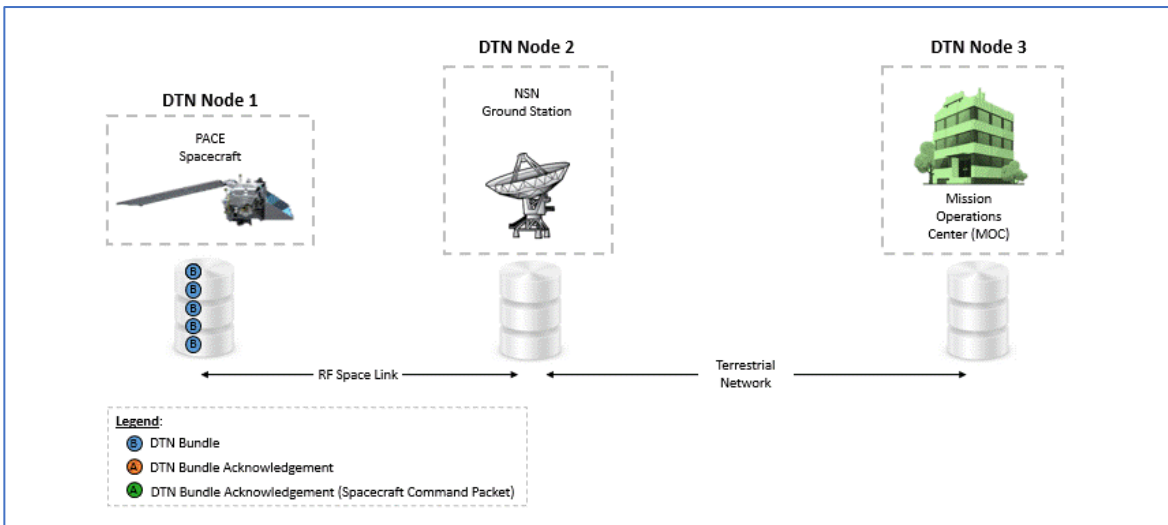 DTN Node 1
PACE
Spacecraft
B
B
B
B
B
DTN Node 2
NSN
Ground Station
DTN Node 3
Mission
Operations
Center (MOC)
RF Space Link
Terrestrial
Network
Legend:
B DTN Bundle
A DTN Bundle Acknowledgement
A DTN Bundle Acknowledgement (Spacecraft Command Packet)